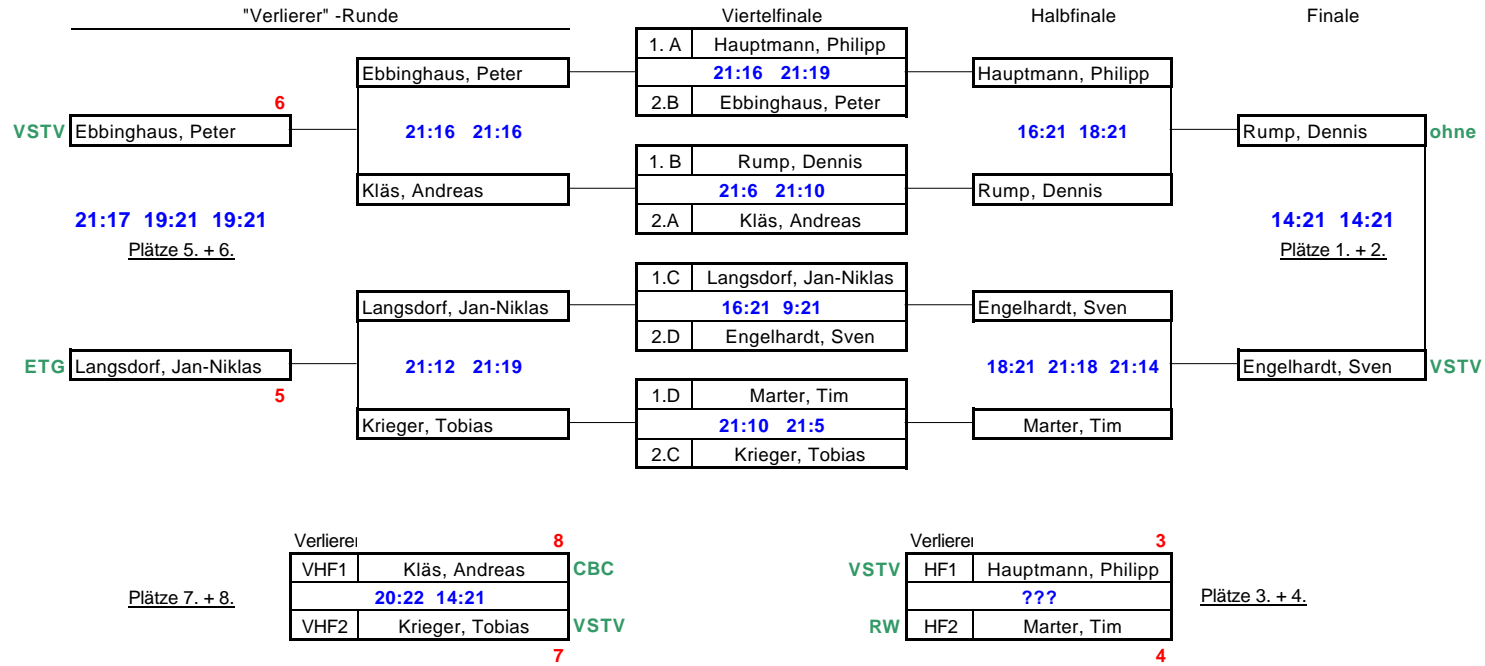 "Verlierer" -Runde Viertelfinale Halbfinale Finale
1. A Hauptmann, Philipp
Ebbinghaus, Peter 21:16 21:19 Hauptmann, Philipp
6 2.B Ebbinghaus, Peter
VSTV Ebbinghaus, Peter 21:16 21:16 16:21 18:21 Rump, Dennis ohne
1. B Rump, Dennis
Kläs, Andreas 21:6 21:10 Rump, Dennis
21:17 19:21 19:21 2.A Kläs, Andreas 14:21 14:21
Plätze 5. + 6. Plätze 1. + 2.
1.C Langsdorf, Jan-Niklas
Langsdorf, Jan-Niklas 16:21 9:21 Engelhardt, Sven
2.D Engelhardt, Sven
ETG Langsdorf, Jan-Niklas 21:12 21:19 18:21 21:18 21:14 Engelhardt, Sven VSTV
5 1.D Marter, Tim
Krieger, Tobias 21:10 21:5 Marter, Tim
2.C Krieger, Tobias
Verlierer 8 Verlierer 3
VHF1 Kläs, Andreas CBC VSTV HF1 Hauptmann, Philipp
Plätze 7. + 8. 20:22 14:21 ??? Plätze 3. + 4.
VHF2 Krieger, Tobias VSTV RW HF2 Marter, Tim
7 4